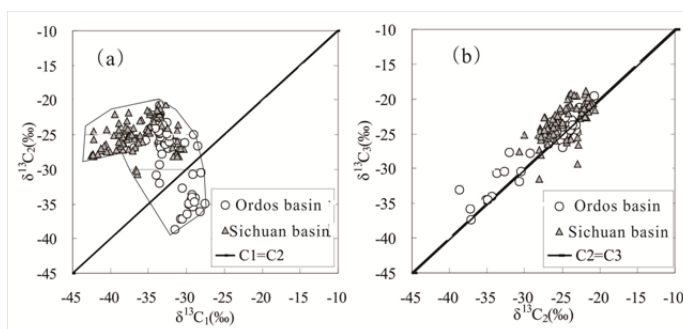 (a)
-10
-15
-20
-25
-30
-35
-40
-45
δ¹³C₂(‰)
-45 -40 -35 -30 -25 -20 -15 -10
δ¹³C₁(‰)
Ordos basin
Sichuan basin
C1=C2
(b)
-10
-15
-20
-25
-30
-35
-40
-45
δ¹³C₃(‰)
-45 -40 -35 -30 -25 -20 -15 -10
δ¹³C₂(‰)
Ordos basin
Sichuan basin
C2=C3